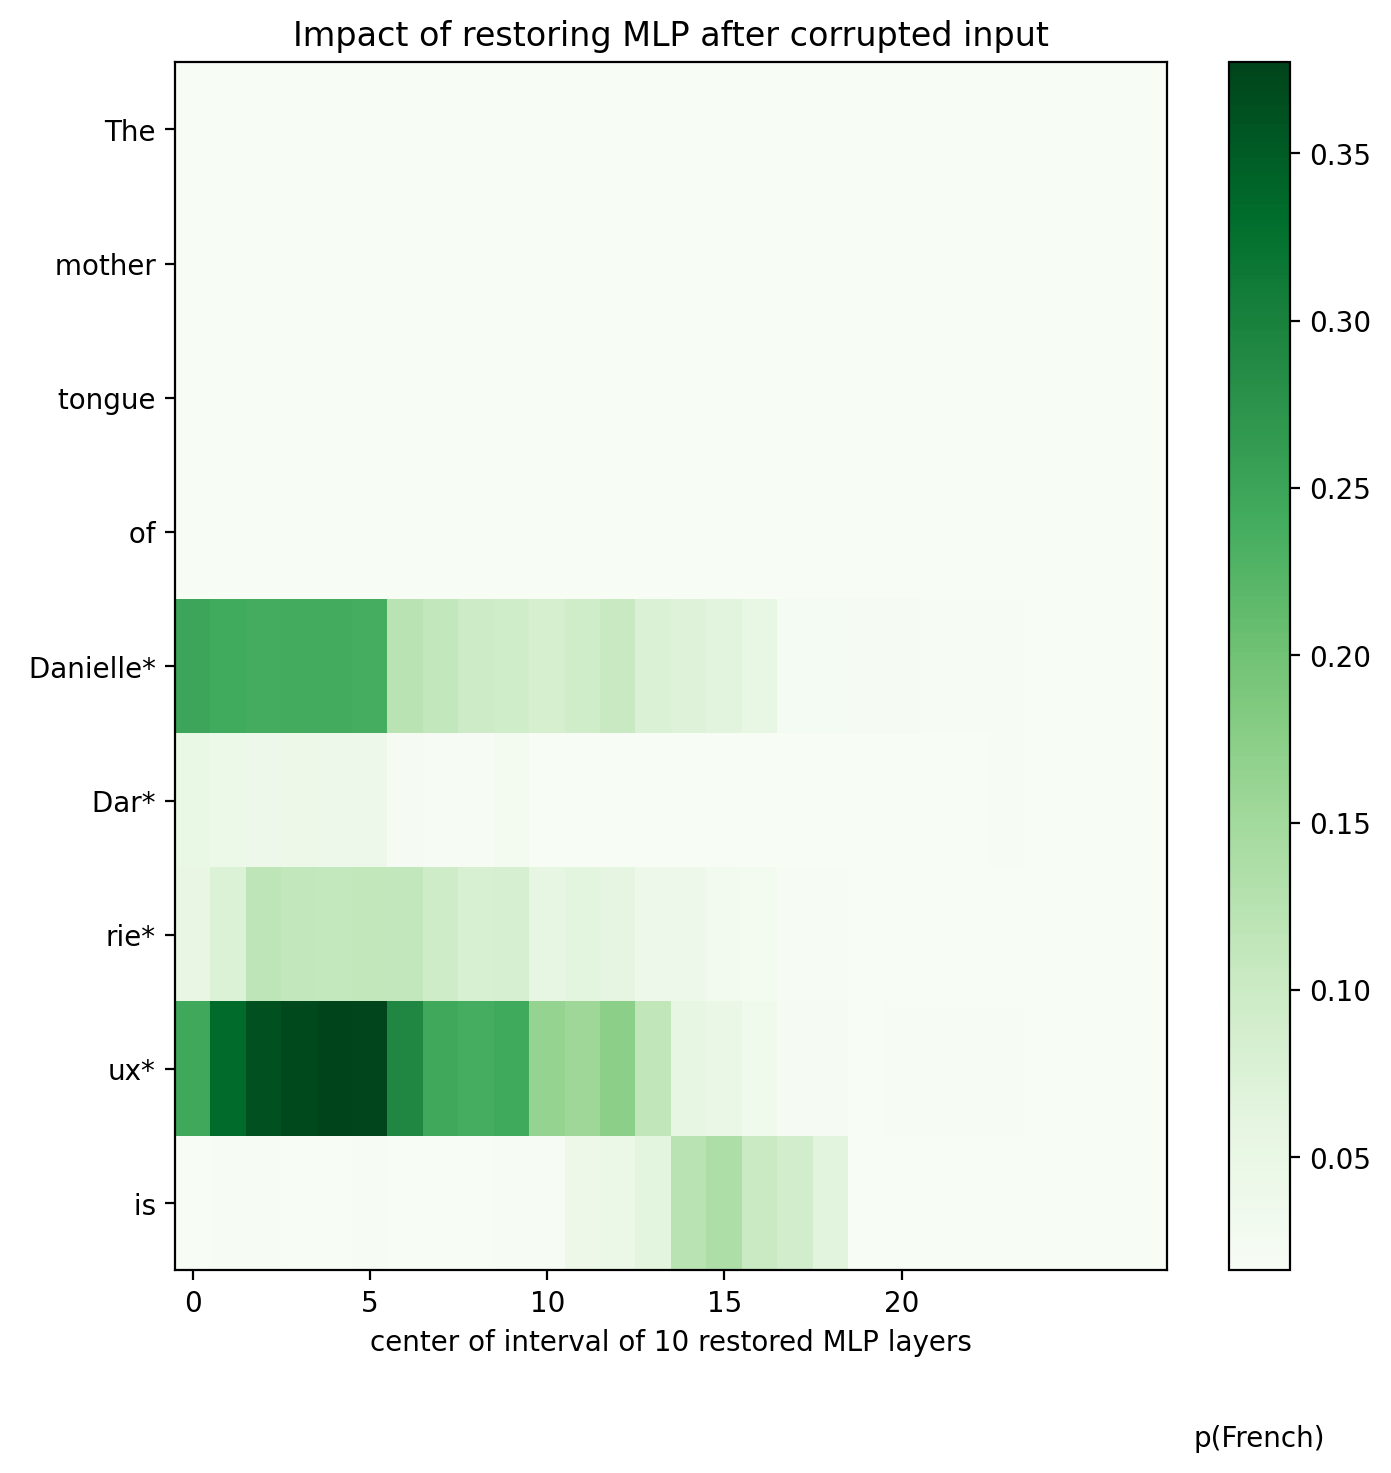 Impact of restoring MLP after corrupted input
The
mother
tongue
of
Danielle*
Dar*
rie*
ux*
is
0 5 10 15 20
center of interval of 10 restored MLP layers
0.35
0.30
0.25
0.20
0.15
0.10
0.05
p(French)